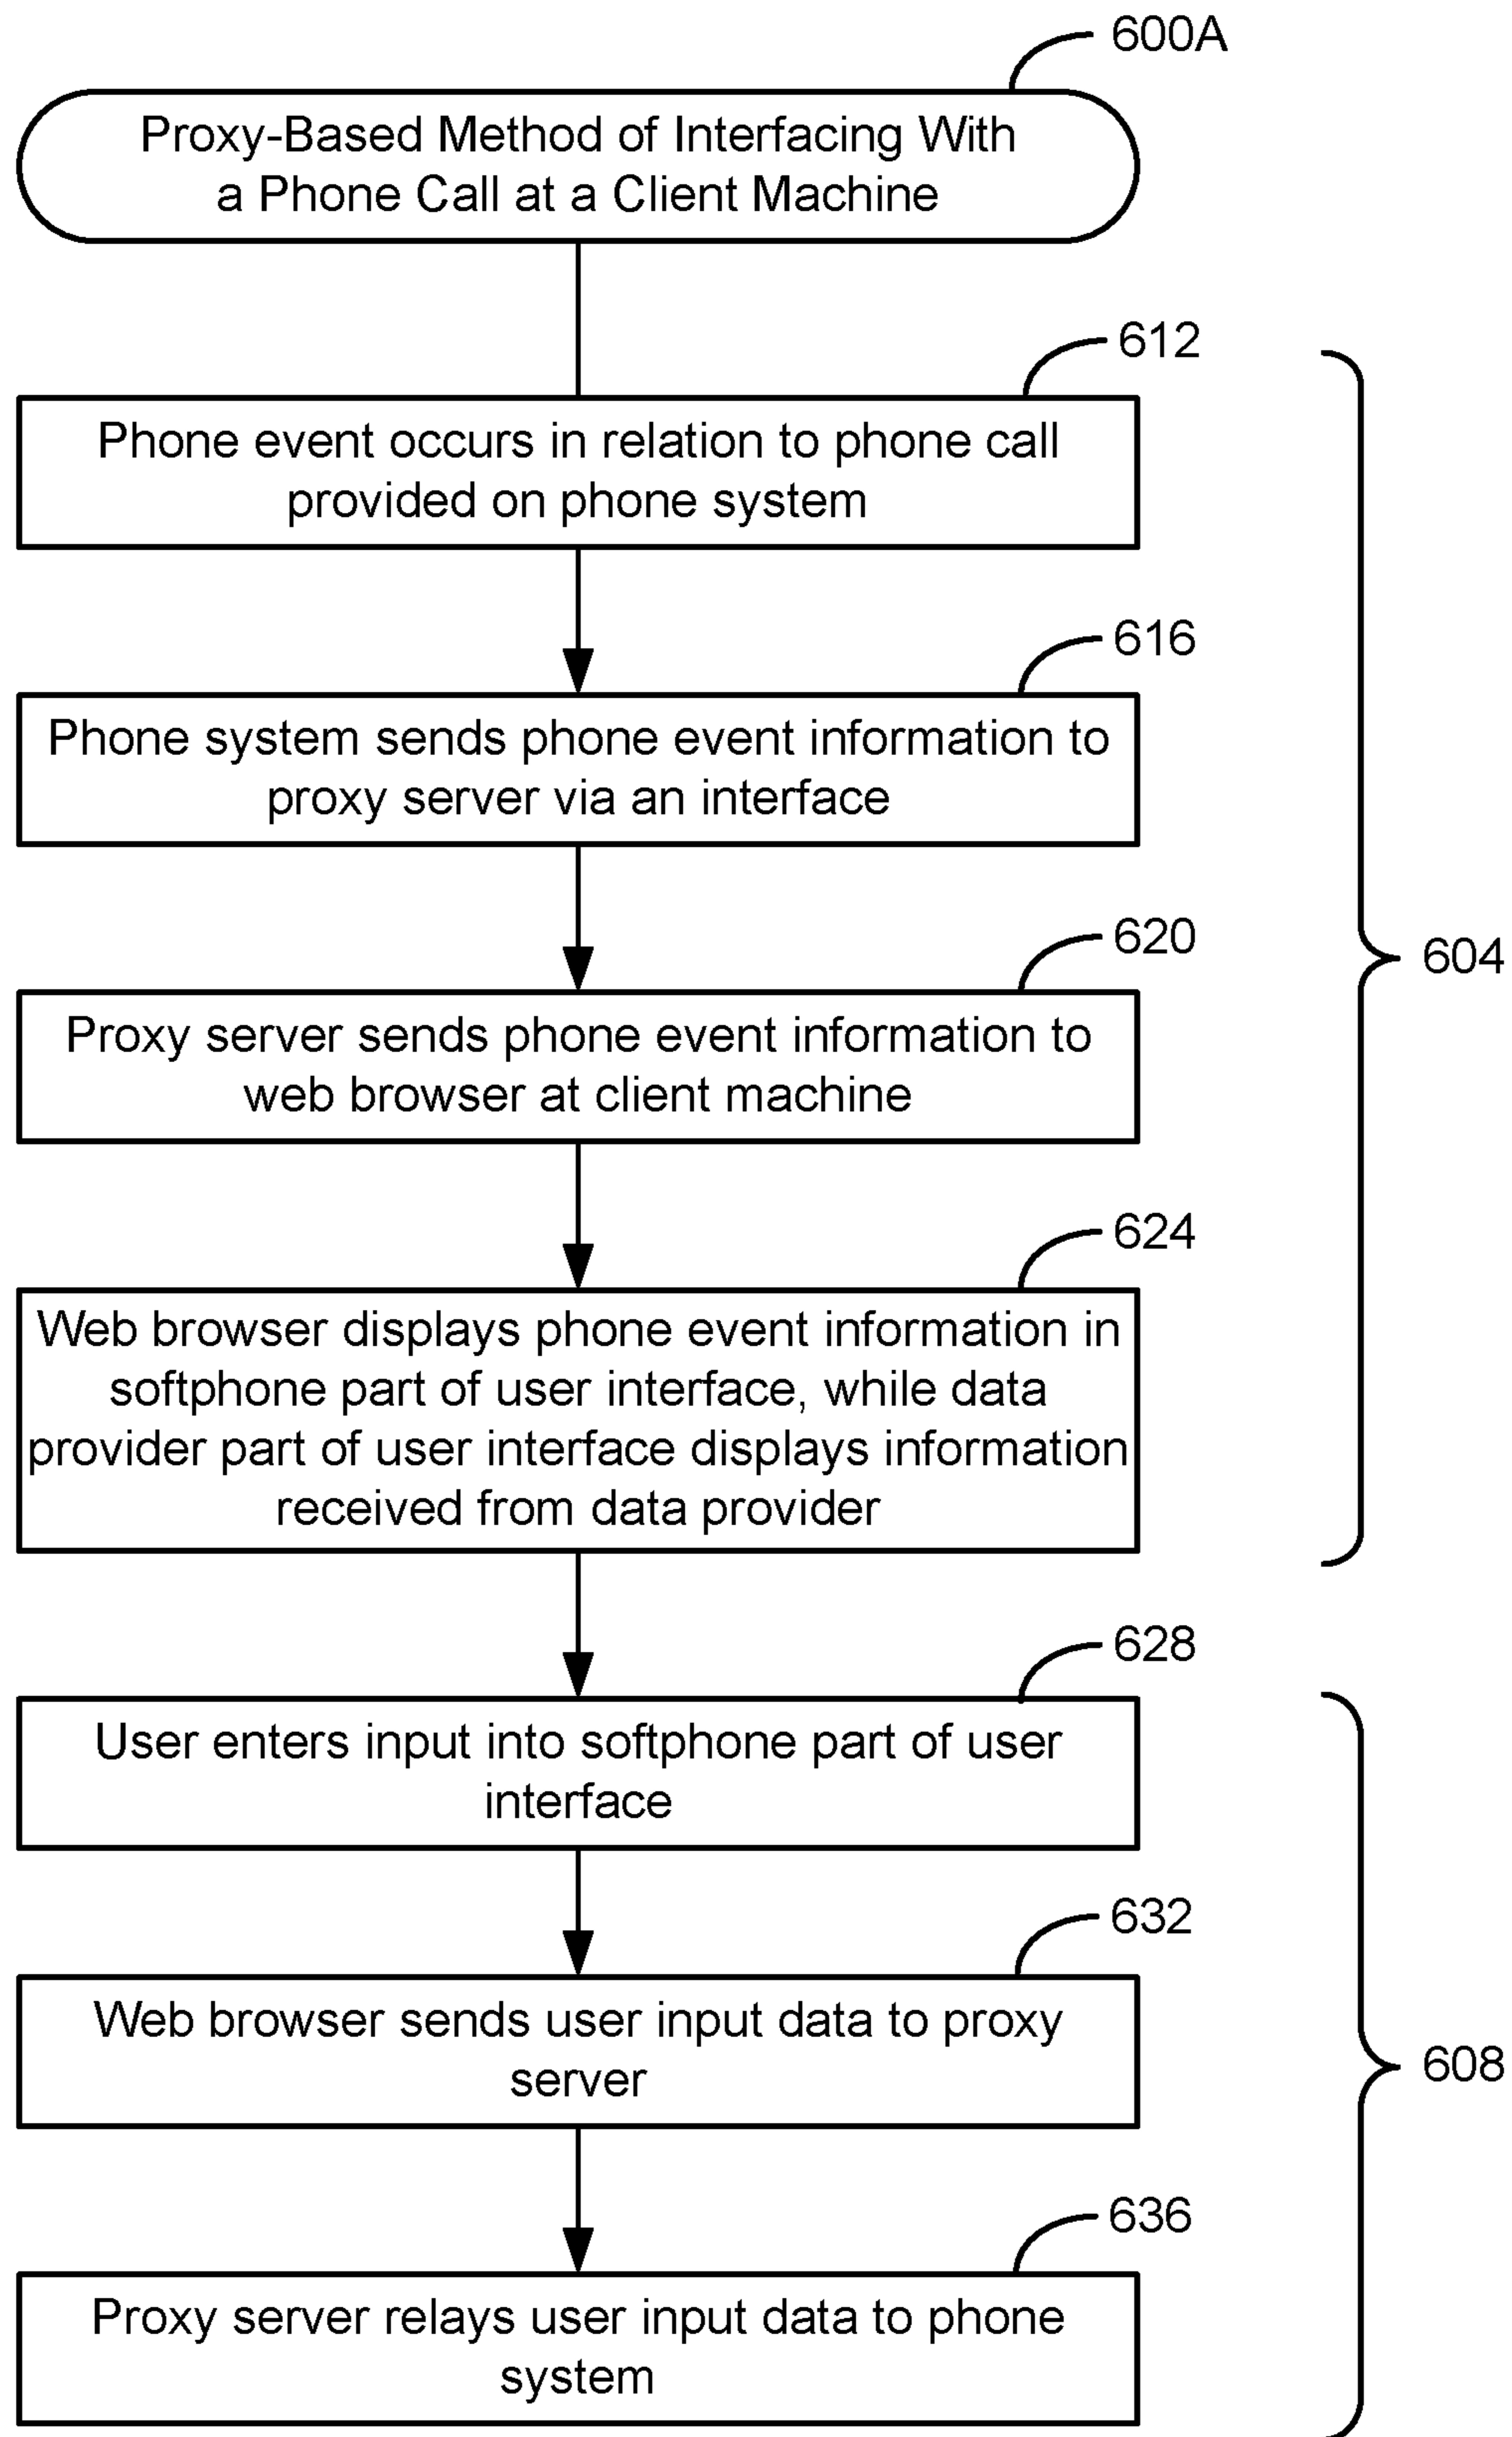 600A
Proxy-Based Method of Interfacing With
a Phone Call at a Client Machine
612
Phone event occurs in relation to phone call
provided on phone system
616
Phone system sends phone event information to
proxy server via an interface
620
604
Proxy server sends phone event information to
web browser at client machine
624
Web browser displays phone event information in
softphone part of user interface, while data
provider part of user interface displays information
received from data provider
628
User enters input into softphone part of user
interface
632
Web browser sends user input data to proxy
server
608
636
Proxy server relays user input data to phone
system